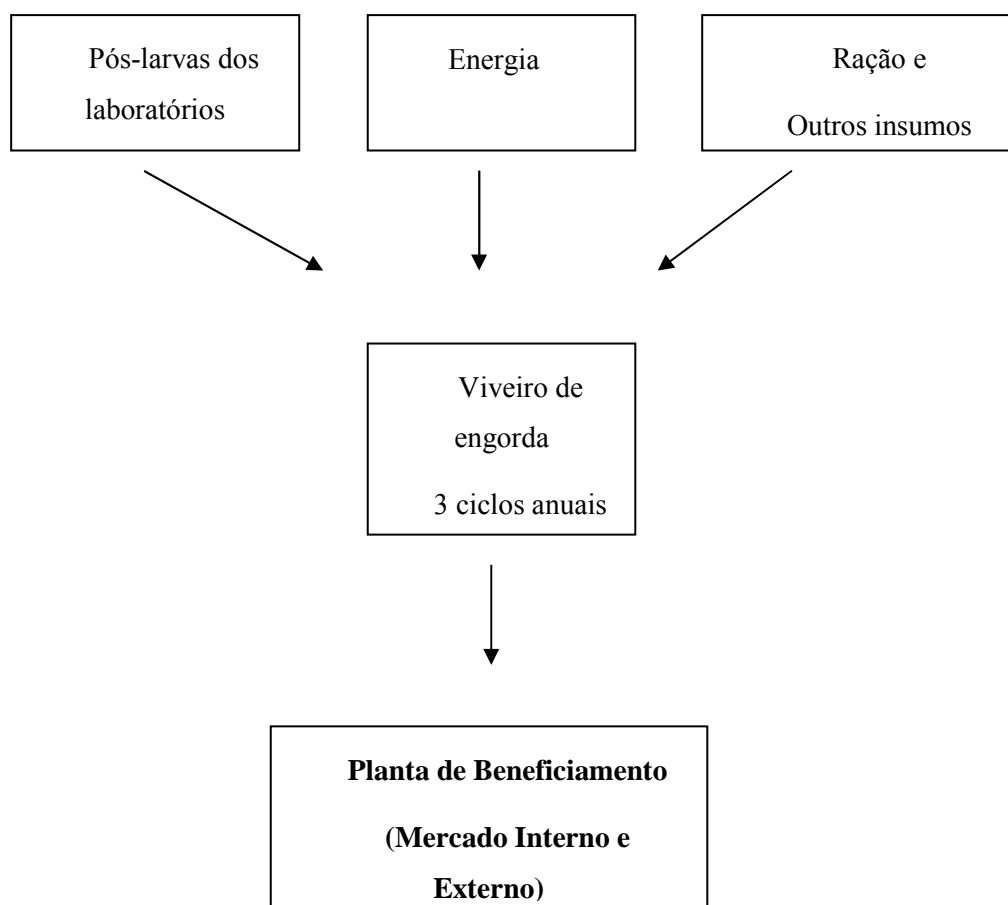 Pós-larvas dos
laboratórios
Energia
Ração e
Outros insumos
Viveiro de
engorda
3 ciclos anuais
Planta de Beneficiamento
(Mercado Interno e
Externo)